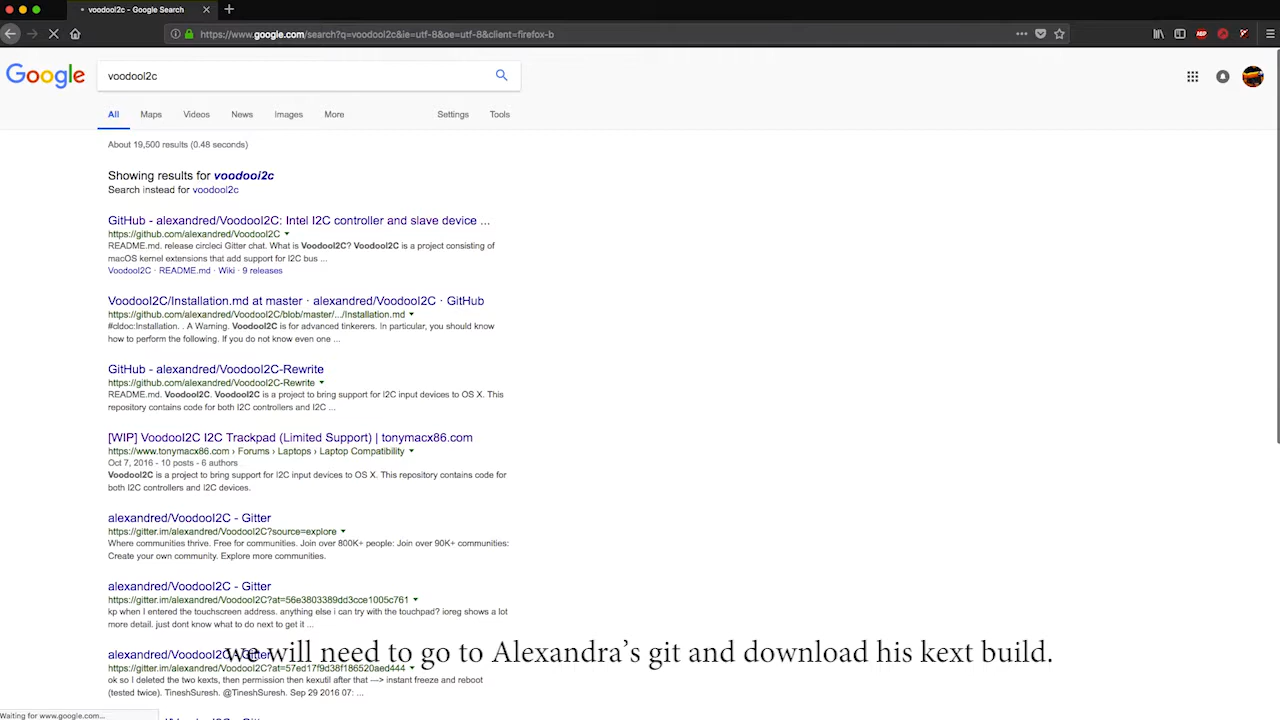 voodool2c - Google Search
https://www.google.com/search?q=voodool2c&ie=utf-8&oe=utf-8&client=firefox-b
ABP
Google
voodool2c
All Maps Videos News Images More Settings Tools
About 19,500 results (0.48 seconds)
Showing results for voodooi2c
Search instead for voodool2c
GitHub - alexandred/VoodooI2C: Intel I2C controller and slave device ...
https://github.com/alexandred/VoodooI2C
README.md. release circleci Gitter chat. What is VoodooI2C? VoodooI2C is a project consisting of
macOS kernel extensions that add support for I2C bus ...
VoodooI2C · README.md · Wiki · 9 releases
VoodooI2C/Installation.md at master · alexandred/VoodooI2C · GitHub
https://github.com/alexandred/VoodooI2C/blob/master/.../Installation.md
#cldoc:Installation. . A Warning. VoodooI2C is for advanced tinkerers. In particular, you should know
how to perform the following. If you do not know even one ...
GitHub - alexandred/VoodooI2C-Rewrite
https://github.com/alexandred/VoodooI2C-Rewrite
README.md. VoodooI2C. VoodooI2C is a project to bring support for I2C input devices to OS X. This
repository contains code for both I2C controllers and I2C ...
[WIP] VoodooI2C I2C Trackpad (Limited Support) | tonymacx86.com
https://www.tonymacx86.com › Forums › Laptops › Laptop Compatibility
Oct 7, 2016 - 10 posts - 6 authors
VoodooI2C is a project to bring support for I2C input devices to OS X. This repository contains code for
both I2C controllers and I2C devices.
alexandred/VoodooI2C - Gitter
https://gitter.im/alexandred/VoodooI2C?source=explore
Where communities thrive. Free for communities. Join over 800K+ people: Join over 90K+ communities:
Create your own community. Explore more communities.
alexandred/VoodooI2C - Gitter
https://gitter.im/alexandred/VoodooI2C?at=56e3803389dd3cce1005c761
kp when I entered the touchscreen address. anything else i can try with the touchpad? ioreg shows a lot
more detail. just dont know what to do next to get it ...
alexandred/VoodooI2C - Gitter
we will need to go to Alexandra's git and download his kext build.
https://gitter.im/alexandred/VoodooI2C?at=57ed17f9d38f186520aed444
ok so I deleted the two kexts, then permission then kexutil after that ---> instant freeze and reboot
(tested twice). TineshSuresh. @TineshSuresh. Sep 29 2016 07: ...
Waiting for www.google.com...